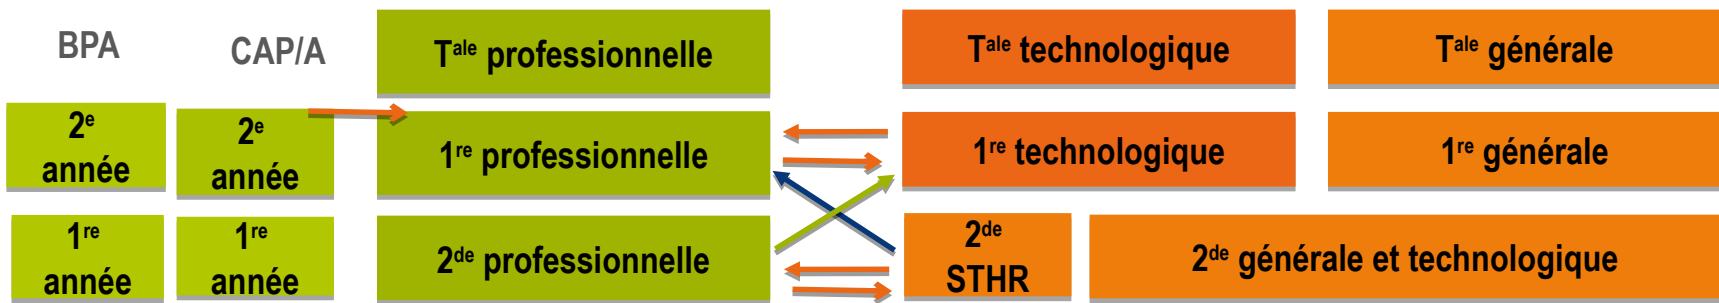 BPA
CAP/A
Tale professionnelle
Tale technologique
Tale générale
2e
année
2e
année
1re professionnelle
1re technologique
1re générale
1re
année
1re
année
2de professionnelle
2de
STHR
2de générale et technologique